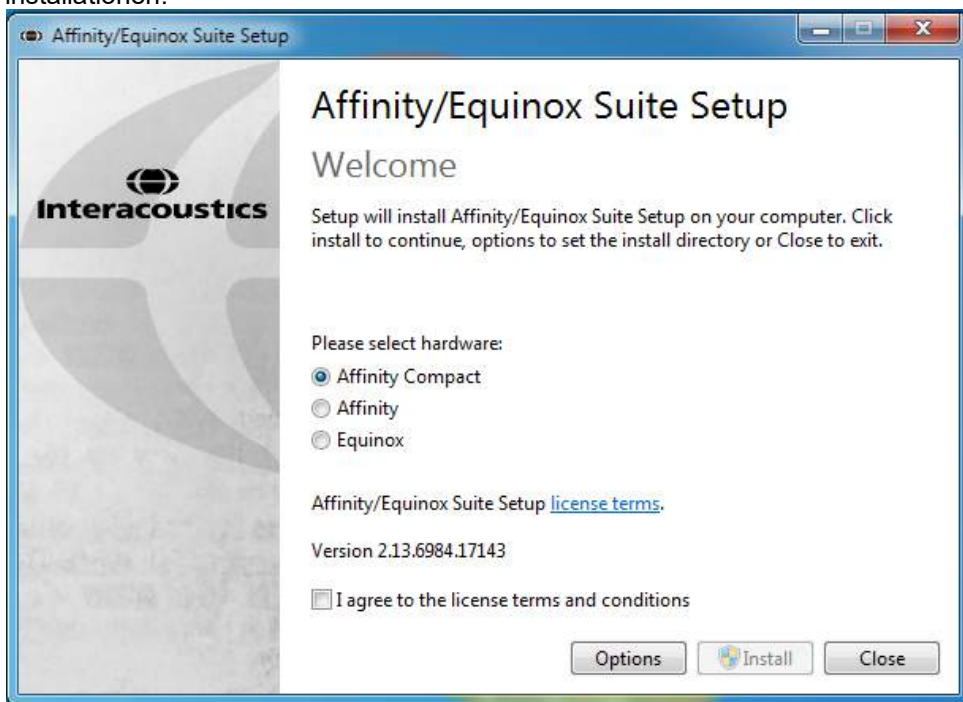 installationen.
Affinity/Equinox Suite Setup
Affinity/Equinox Suite Setup
Welcome
Interacoustics
Setup will install Affinity/Equinox Suite Setup on your computer. Click
install to continue, options to set the install directory or Close to exit.
Please select hardware:
Affinity Compact
Affinity
Equinox
Affinity/Equinox Suite Setup license terms.
Version 2.13.6984.17143
I agree to the license terms and conditions
Options Install Close